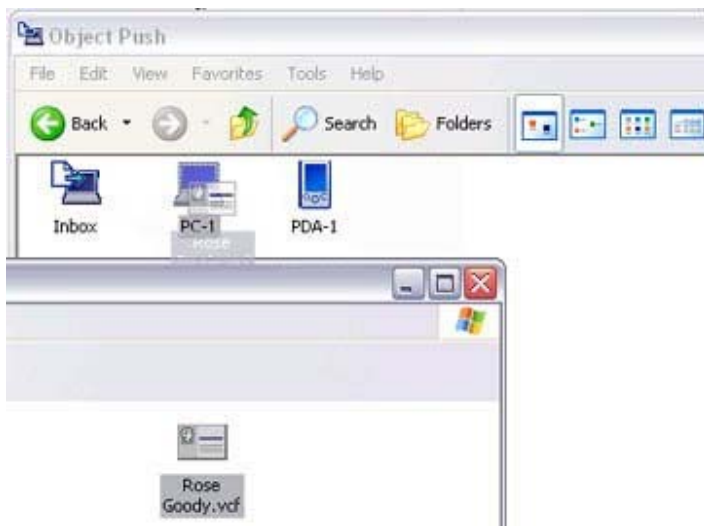 Object Push
File Edit View Favorites Tools Help
Back Search Folders
Inbox PC-1 PDA-1
Rose
Rose
Goody.vcf